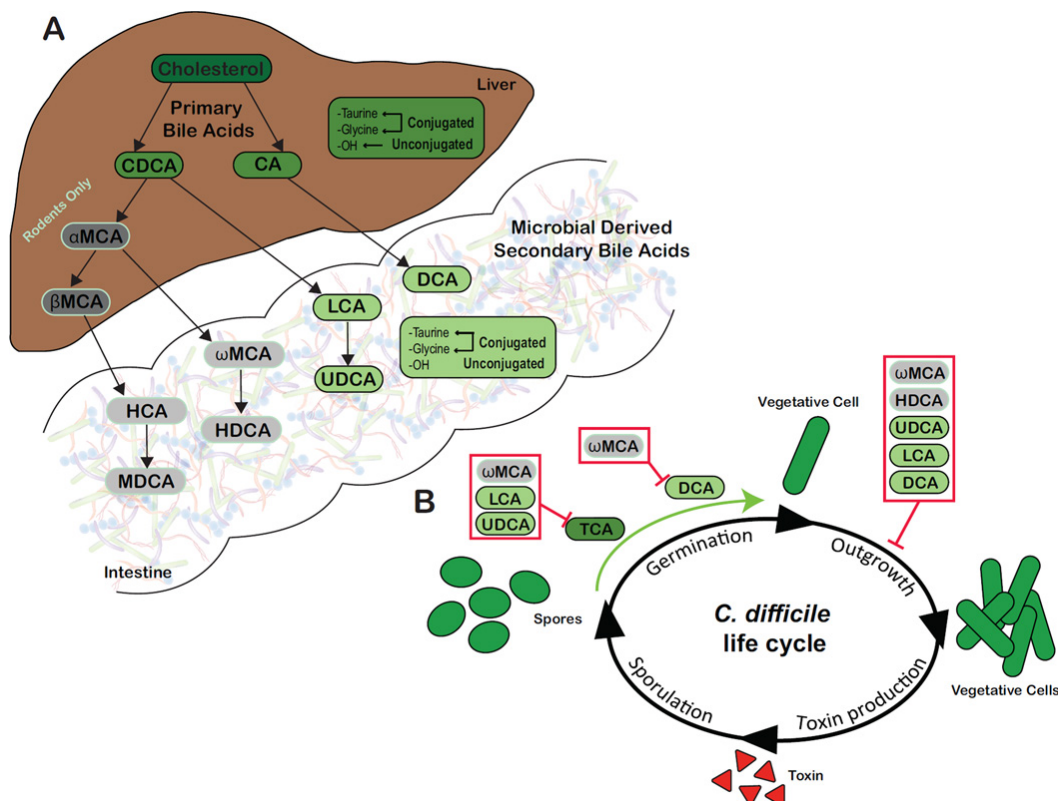 A
Cholesterol
Liver
Primary
Bile Acids
-Taurine
-Glycine
Conjugated
-OH
Unconjugated
CDCA
CA
Rodents Only
αMCA
βMCA
Microbial Derived
Secondary Bile Acids
DCA
LCA
-Taurine
-Glycine
Conjugated
-OH
Unconjugated
ωMCA
UDCA
HCA
HDCA
MDCA
Intestine
B
ωMCA
LCA
UDCA
TCA
ωMCA
DCA
Vegetative Cell
ωMCA
HDCA
UDCA
LCA
DCA
Germination
Outgrowth
Spores
C. difficile
life cycle
Sporulation
Toxin production
Vegetative Cells
Toxin